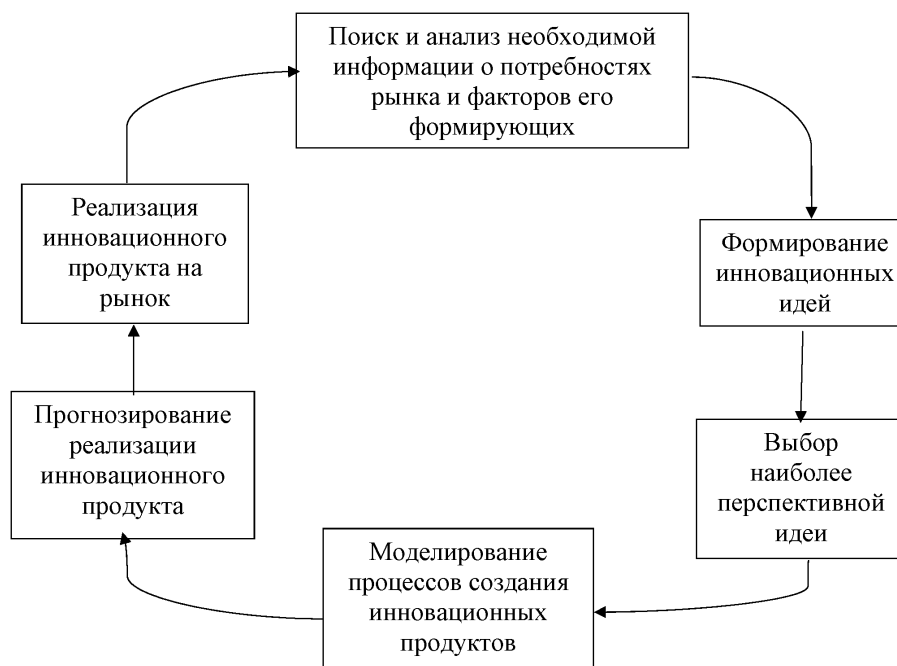 Поиск и анализ необходимой
информации о потребностях
рынка и факторов его
формирующих
Формирование
инновационных
идей
Выбор
наиболее
перспективной
идеи
Моделирование
процессов создания
инновационных
продуктов
Прогнозирование
реализации
инновационного
продукта
Реализация
инновационного
продукта на
рынок